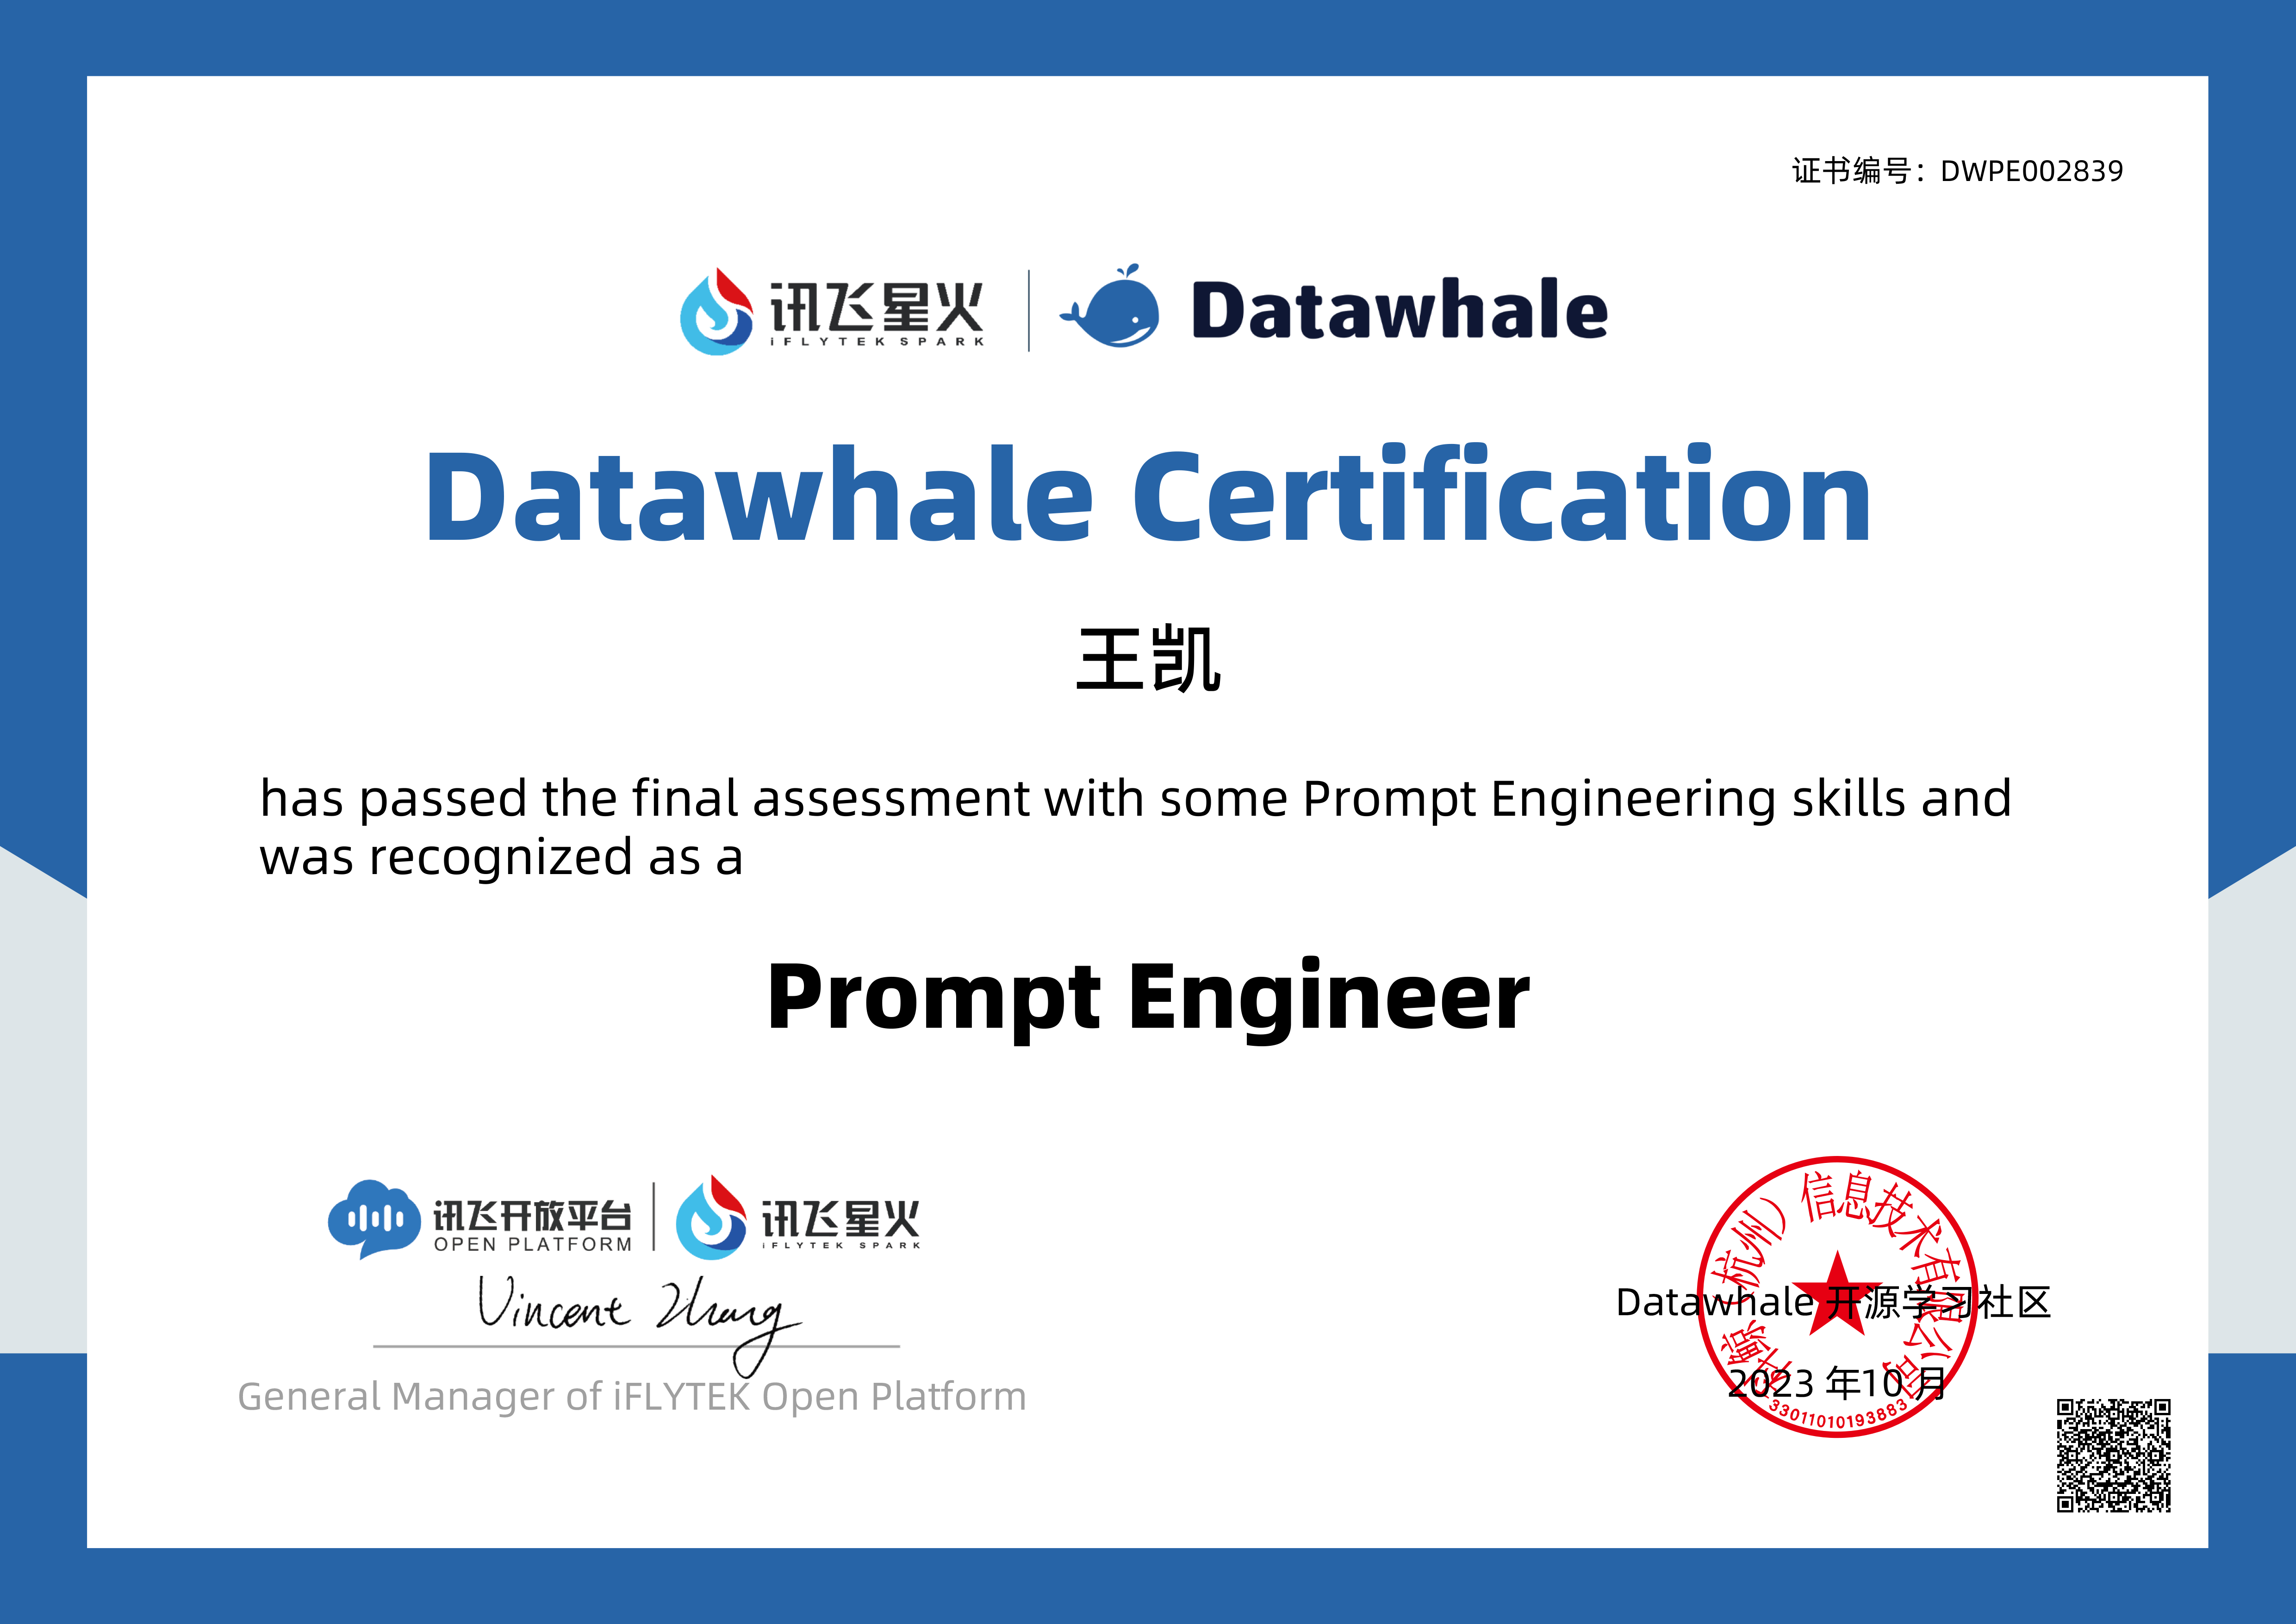 证书编号：DWPE002839
讯飞星火
iFLYTEK SPARK
Datawhale
Datawhale Certification
王凯
has passed the final assessment with some Prompt Engineering skills and
was recognized as a
Prompt Engineer
讯飞开放平台
OPEN PLATFORM
讯飞星火
iFLYTEK SPARK
Vincent Zhang
General Manager of iFLYTEK Open Platform
鲸（杭州）信息技术有限公司
Datawhale 开源学习社区
2023 年10 月
33011010193883